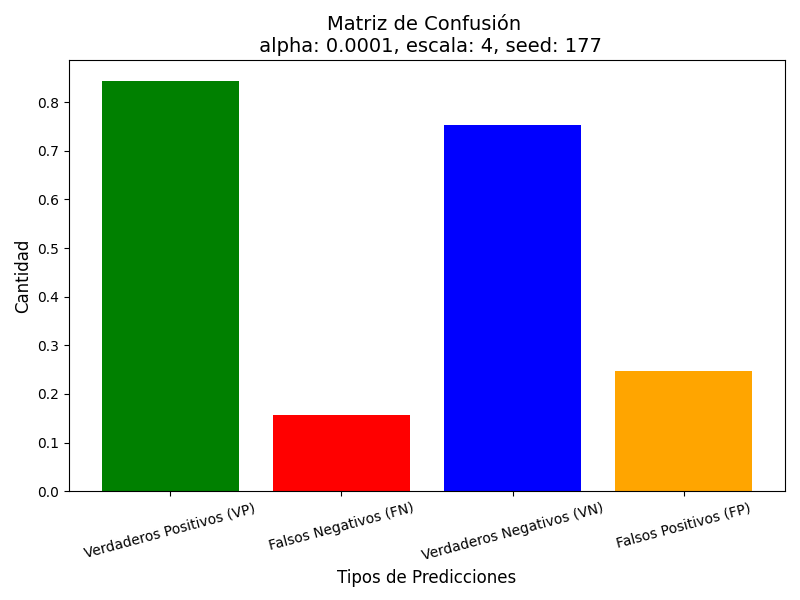 Matriz de Confusión
alpha: 0.0001, escala: 4, seed: 177
Cantidad
0.8
0.7
0.6
0.5
0.4
0.3
0.2
0.1
0.0
Verdaderos Positivos (VP)
Falsos Negativos (FN)
Verdaderos Negativos (VN)
Falsos Positivos (FP)
Tipos de Predicciones